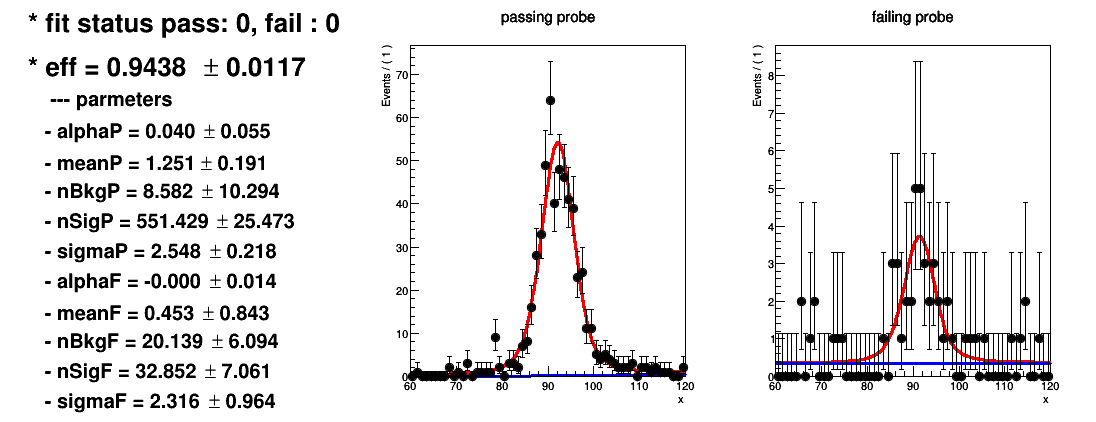 * fit status pass: 0, fail : 0
* eff = 0.9438 ± 0.0117
--- parmeters
- alphaP = 0.040 ± 0.055
- meanP = 1.251 ± 0.191
- nBkgP = 8.582 ± 10.294
- nSigP = 551.429 ± 25.473
- sigmaP = 2.548 ± 0.218
- alphaF = -0.000 ± 0.014
- meanF = 0.453 ± 0.843
- nBkgF = 20.139 ± 6.094
- nSigF = 32.852 ± 7.061
- sigmaF = 2.316 ± 0.964
passing probe
Events / ( 1 )
70
60
50
40
30
20
10
0
60 70 80 90 100 110 120
x
failing probe
Events / ( 1 )
8
7
6
5
4
3
2
1
0
60 70 80 90 100 110 120
x